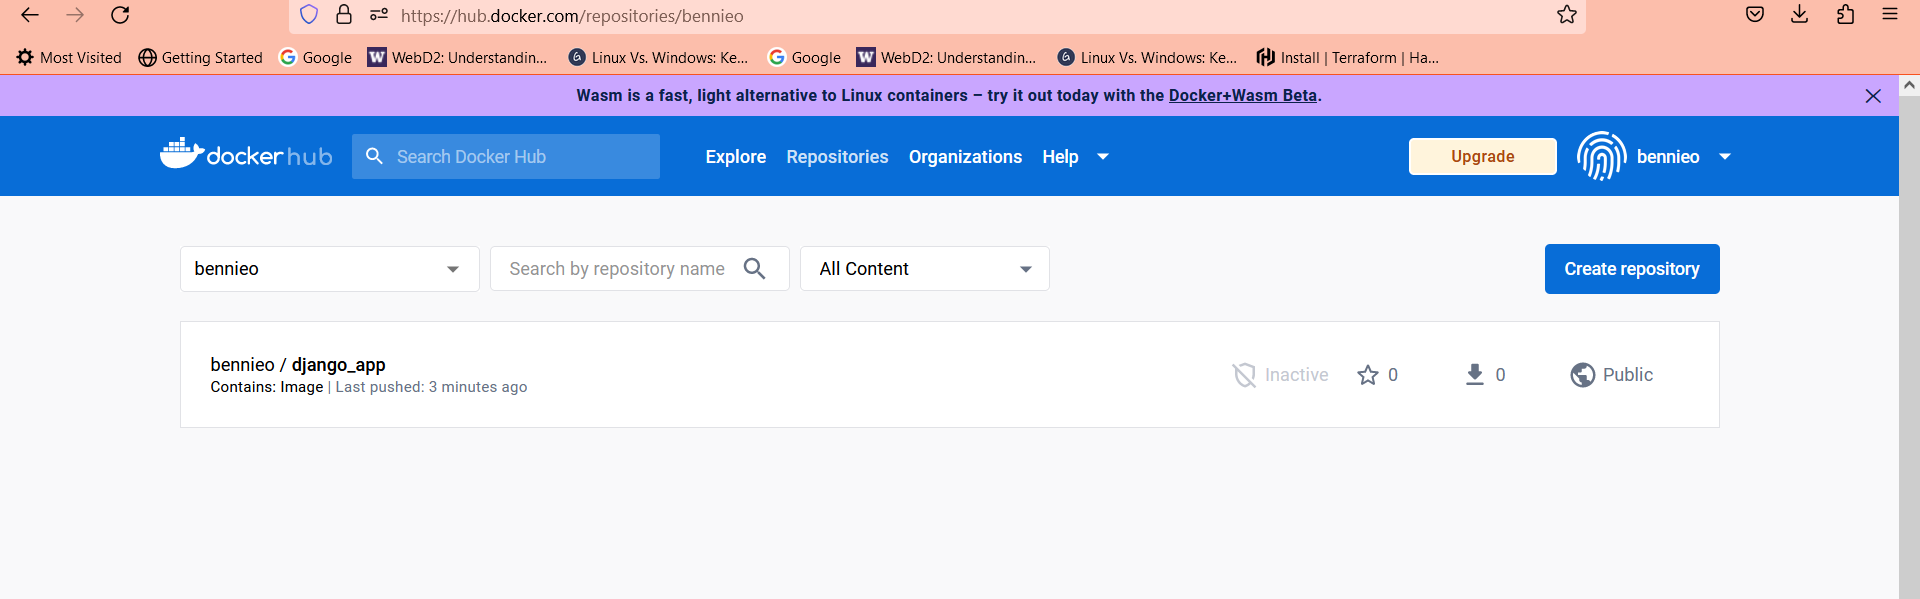 https://hub.docker.com/repositories/bennieo
Most Visited Getting Started Google WebD2: Understandin... Linux Vs. Windows: Ke... Google WebD2: Understandin... Linux Vs. Windows: Ke... Install | Terraform | Ha...
Wasm is a fast, light alternative to Linux containers – try it out today with the Docker+Wasm Beta.
dockerhub Search Docker Hub Explore Repositories Organizations Help Upgrade bennieo
bennieo Search by repository name All Content Create repository
bennieo / django_app
Contains: Image | Last pushed: 3 minutes ago
Inactive 0 0 Public